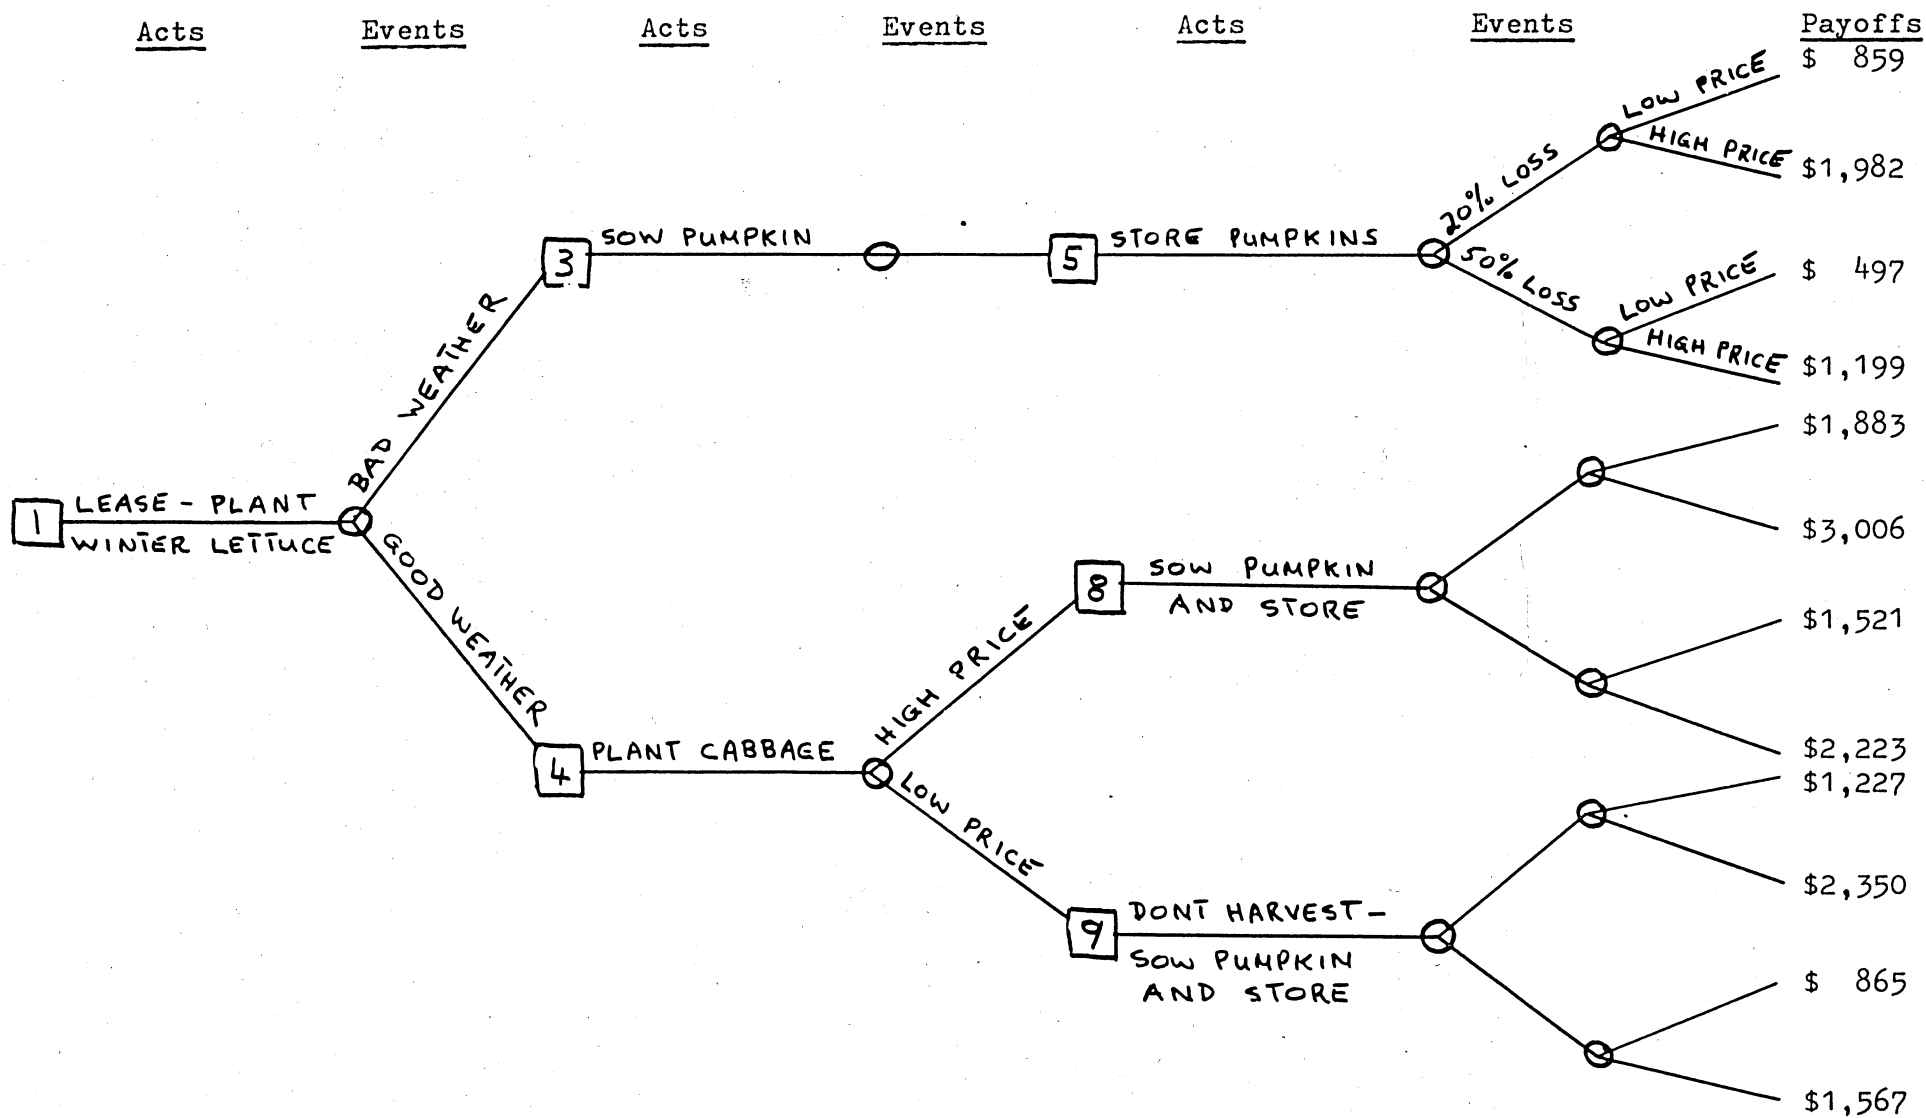 Acts Events Acts Events Acts Events Payoffs
LOW PRICE $ 859
HIGH PRICE $1,982
20% LOSS
3 SOW PUMPKIN 5 STORE PUMPKINS
50% LOSS
LOW PRICE $ 497
HIGH PRICE $1,199
BAD WEATHER
$1,883
1 LEASE - PLANT
WINTER LETTUCE
$3,006
GOOD WEATHER
8 SOW PUMPKIN
AND STORE
$1,521
HIGH PRICE
$2,223
4 PLANT CABBAGE
$1,227
LOW PRICE
$2,350
9 DONT HARVEST -
SOW PUMPKIN
AND STORE
$ 865
$1,567